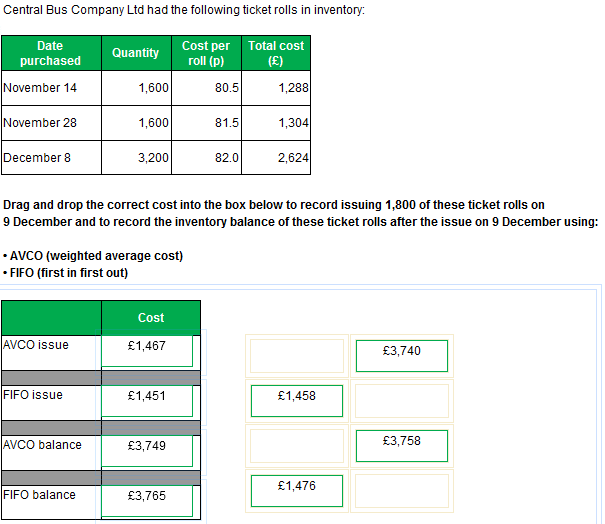 Central Bus Company Ltd had the following ticket rolls in inventory:
Date purchased Quantity Cost per roll (p) Total cost (£)
November 14 1,600 80.5 1,288
November 28 1,600 81.5 1,304
December 8 3,200 82.0 2,624
Drag and drop the correct cost into the box below to record issuing 1,800 of these ticket rolls on
9 December and to record the inventory balance of these ticket rolls after the issue on 9 December using:
• AVCO (weighted average cost)
• FIFO (first in first out)
Cost
AVCO issue £1,467
£3,740
FIFO issue £1,451
£1,458
AVCO balance £3,749
£3,758
FIFO balance £3,765
£1,476